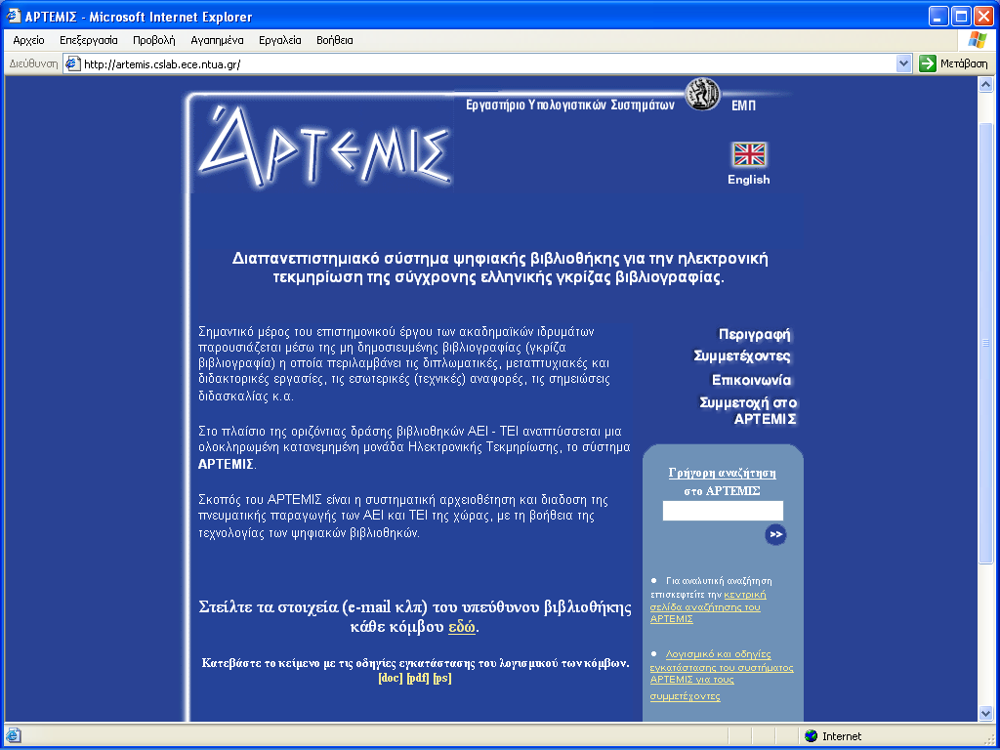 ΑΡΤΕΜΙΣ - Microsoft Internet Explorer
Αρχείο Επεξεργασία Προβολή Αγαπημένα Εργαλεία Βοήθεια
Διεύθυνση http://artemis.cslab.ece.ntua.gr/ Μετάβαση
Εργαστήριο Υπολογιστικών Συστημάτων ΕΜΠ
ΆΡΤΕΜΙΣ
English
Διαπανεπιστημιακό σύστημα ψηφιακής βιβλιοθήκης για την ηλεκτρονική
τεκμηρίωση της σύγχρονης ελληνικής γκρίζας βιβλιογραφίας.
Σημαντικό μέρος του επιστημονικού έργου των ακαδημαϊκών ιδρυμάτων
παρουσιάζεται μέσω της μη δημοσιευμένης βιβλιογραφίας (γκρίζα
βιβλιογραφία) η οποία περιλαμβάνει τις διπλωματικές, μεταπτυχιακές και
διδακτορικές εργασίες, τις εσωτερικές (τεχνικές) αναφορές, τις σημειώσεις
διδασκαλίας κ.α.
Στο πλαίσιο της οριζόντιας δράσης βιβλιοθηκών ΑΕΙ - ΤΕΙ αναπτύσσεται μια
ολοκληρωμένη κατανεμημένη μονάδα Ηλεκτρονικής Τεκμηρίωσης, το σύστημα
ΑΡΤΕΜΙΣ.
Σκοπός του ΑΡΤΕΜΙΣ είναι η συστηματική αρχειοθέτηση και διαδοση της
πνευματικής παραγωγής των ΑΕΙ και ΤΕΙ της χώρας, με τη βοήθεια της
τεχνολογίας των ψηφιακών βιβλιοθηκών.
Στείλτε τα στοιχεία (e-mail κλπ) του υπεύθυνου βιβλιοθήκης
κάθε κόμβου εδώ.
Κατεβάστε το κείμενο με τις οδηγίες εγκατάστασης του λογισμικού των κόμβων.
[doc] [pdf] [ps]
Περιγραφή
Συμμετέχοντες
Επικοινωνία
Συμμετοχή στο
ΑΡΤΕΜΙΣ
Γρήγορη αναζήτηση
στο ΑΡΤΕΜΙΣ
>>
• Για αναλυτική αναζήτηση
επισκεφτείτε την κεντρική
σελίδα αναζήτησης του
ΑΡΤΕΜΙΣ
• Λογισμικό και οδηγίες
εγκατάστασης του συστήματος
ΑΡΤΕΜΙΣ για τους
συμμετέχοντες
Internet